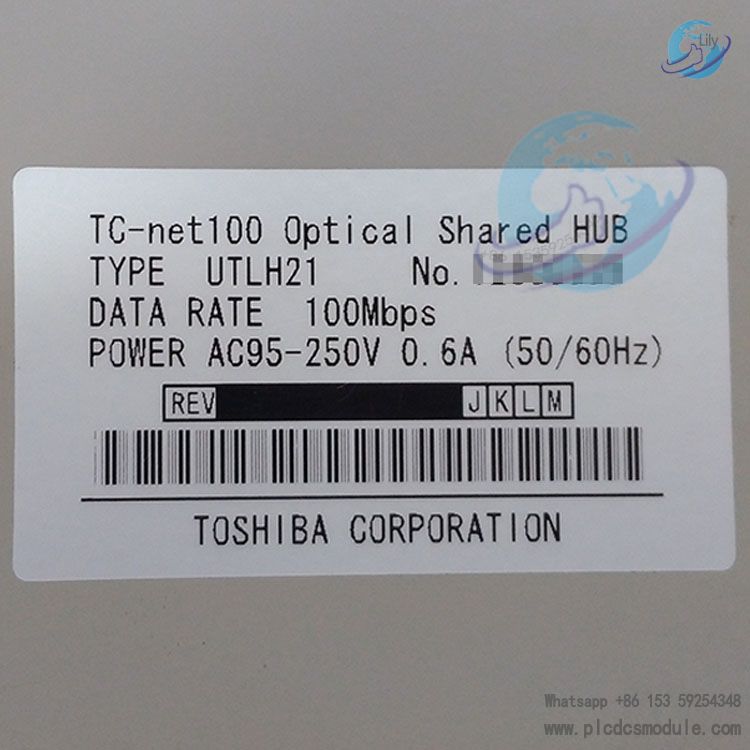 Lily
TC-net100 Optical Shared HUB
TYPE UTLH21 No.
DATA RATE 100Mbps
POWER AC95-250V 0.6A (50/60Hz)
REV J K L M
TOSHIBA CORPORATION
Whatsapp +86 153 59254348
www.plcdcsmodule.com